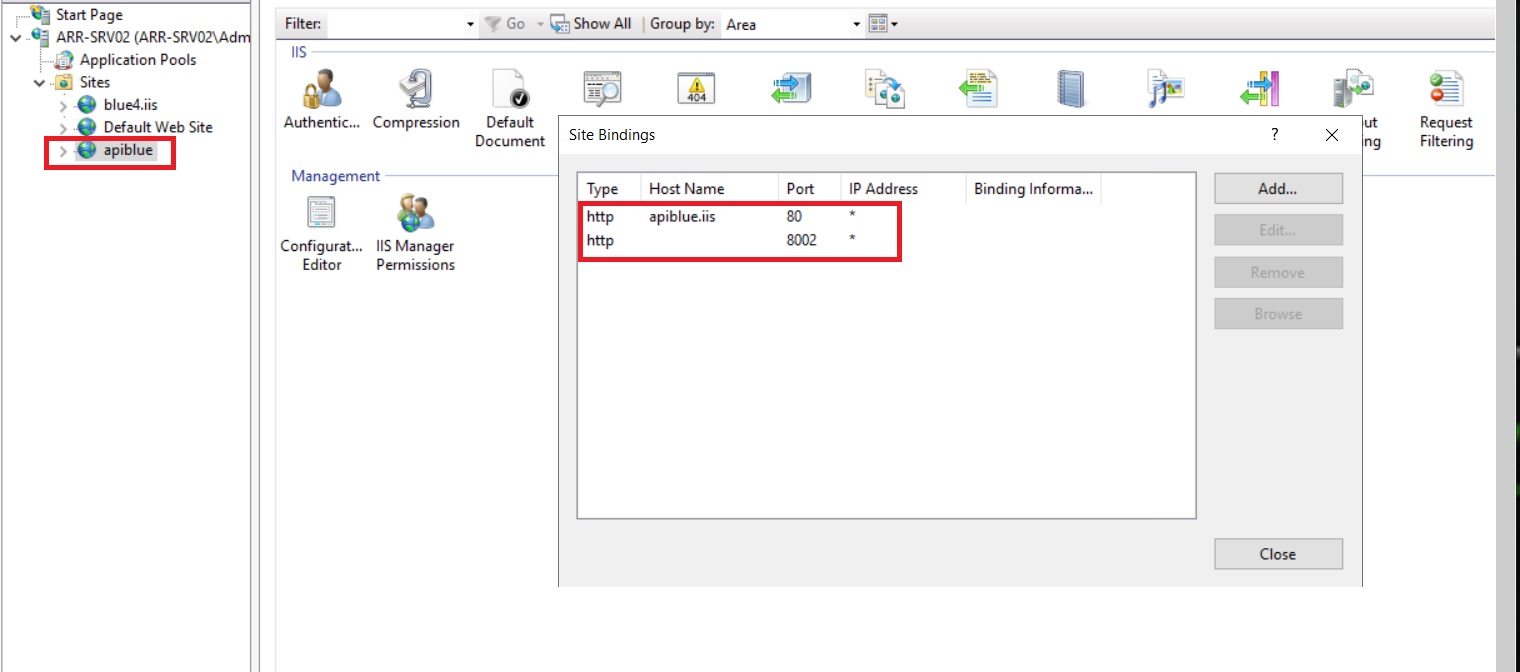 Start Page
ARR-SRV02 (ARR-SRV02\Adm
Application Pools
Sites
blue4.iis
Default Web Site
apiblue
Filter:
Go
Show All
Group by:
Area
IIS
404
Authentic...
Compression
Default
Document
ut
ng
Request
Filtering
Management
Configurat...
Editor
IIS Manager
Permissions
Site Bindings
?
Type Host Name Port IP Address Binding Informa...
http apiblue.iis 80 *
http 8002 *
Add...
Edit...
Remove
Browse
Close